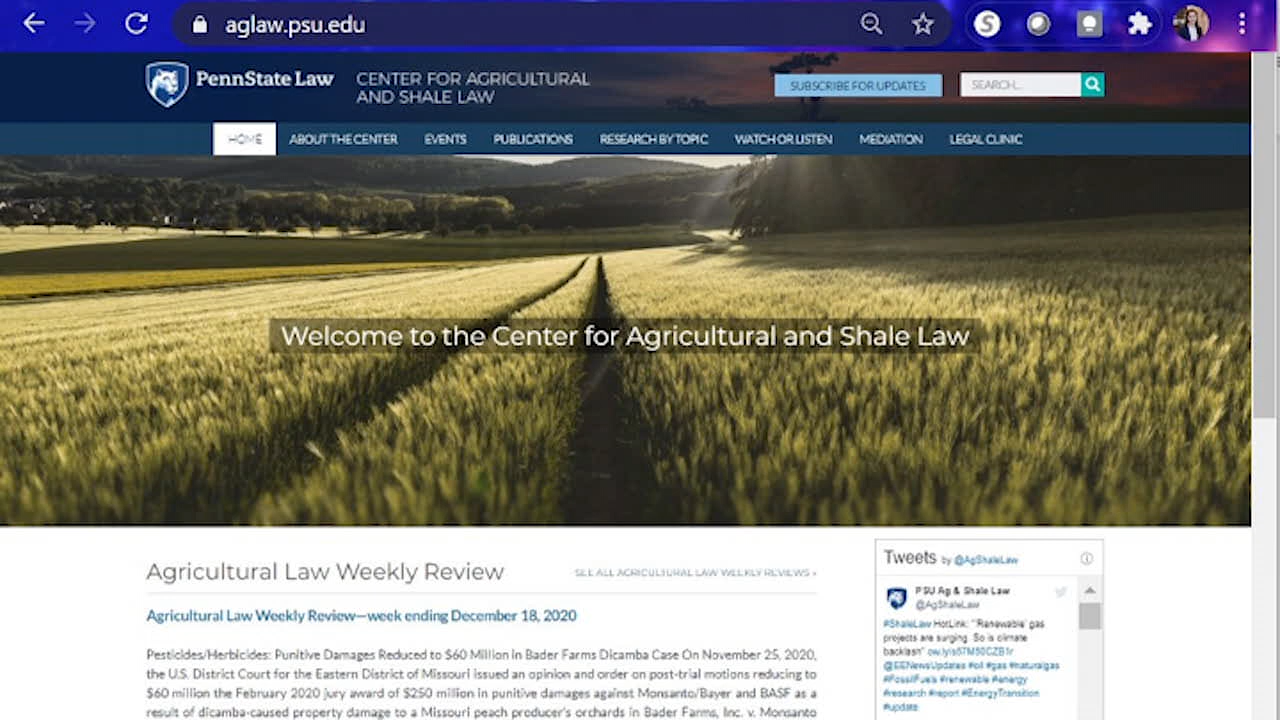 aglaw.psu.edu
PennState Law
CENTER FOR AGRICULTURAL
AND SHALE LAW
SUBSCRIBE FOR UPDATES
SEARCH...
HOME
ABOUT THE CENTER
EVENTS
PUBLICATIONS
RESEARCH BY TOPIC
WATCH OR LISTEN
MEDIATION
LEGAL CLINIC
Welcome to the Center for Agricultural and Shale Law
Agricultural Law Weekly Review
SEE ALL AGRICULTURAL LAW WEEKLY REVIEWS »
Agricultural Law Weekly Review—week ending December 18, 2020
Pesticides/Herbicides: Punitive Damages Reduced to $60 Million in Bader Farms Dicamba Case On November 25, 2020,
the U.S. District Court for the Eastern District of Missouri issued an opinion and order on post-trial motions reducing to
$60 million the February 2020 jury award of $250 million in punitive damages against Monsanto/Bayer and BASF as a
result of dicamba-caused property damage to a Missouri peach producer's orchards in Bader Farms, Inc. v. Monsanto
Tweets by @AgShaleLaw
PSU Ag & Shale Law
@AgShaleLaw
#ShaleLaw HotLink: "'Renewable' gas
projects are surging. So is climate
backlash"
@EENewsUpdates #oil #gas #naturalgas
#FossilFuels #renewable #energy
#research #report #EnergyTransition
#update